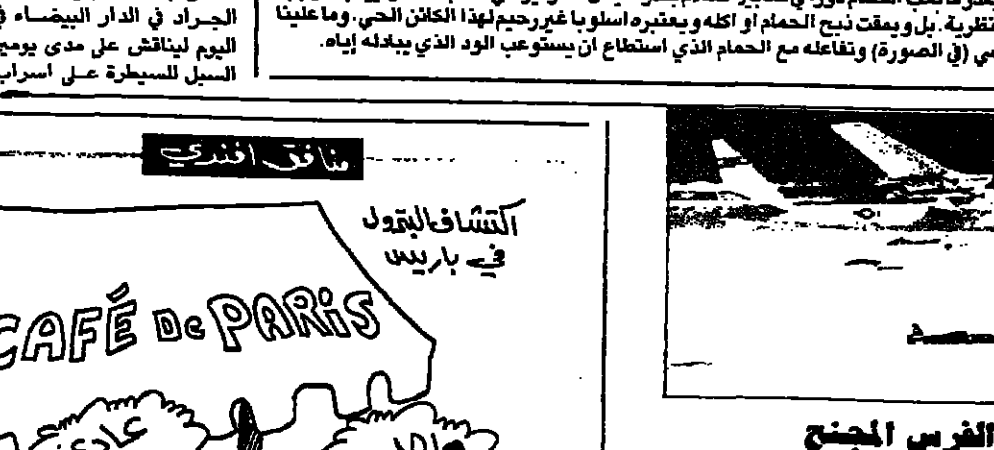 نظرية. بل ويمقت ذبح الحمام او اكله ويعتبره اسلوبا غير رحيم لهذا الكائن الحي. وما علينا
سي (في الصورة) وتفاعله مع الحمام الذي استطاع ان يستوعب الود الذي يبادله إياه.
الجراد في الدار البيضاء في
اليوم ليناقش على مدى يومين
السبل للسيطرة على اسراب
منافق افندي
اكتشاف البترول
في باريس
CAFÉ De PARiS
عادي
الفرس المجنح